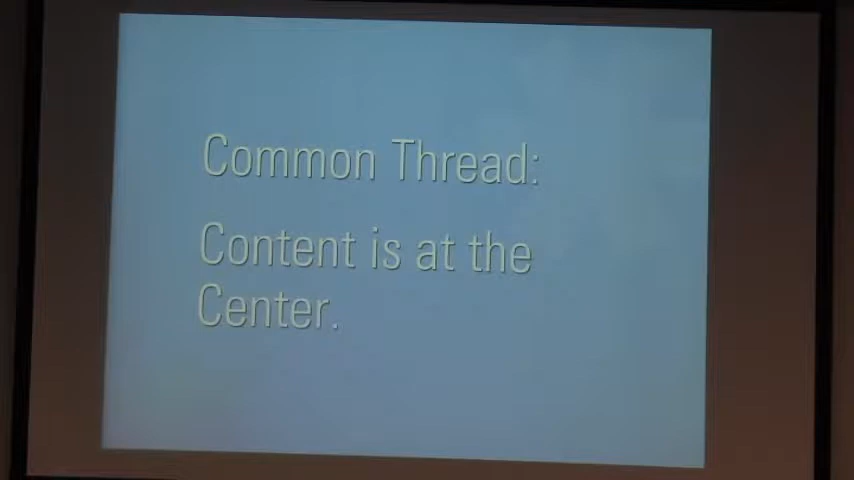 Common Thread:
Content is at the
Center.